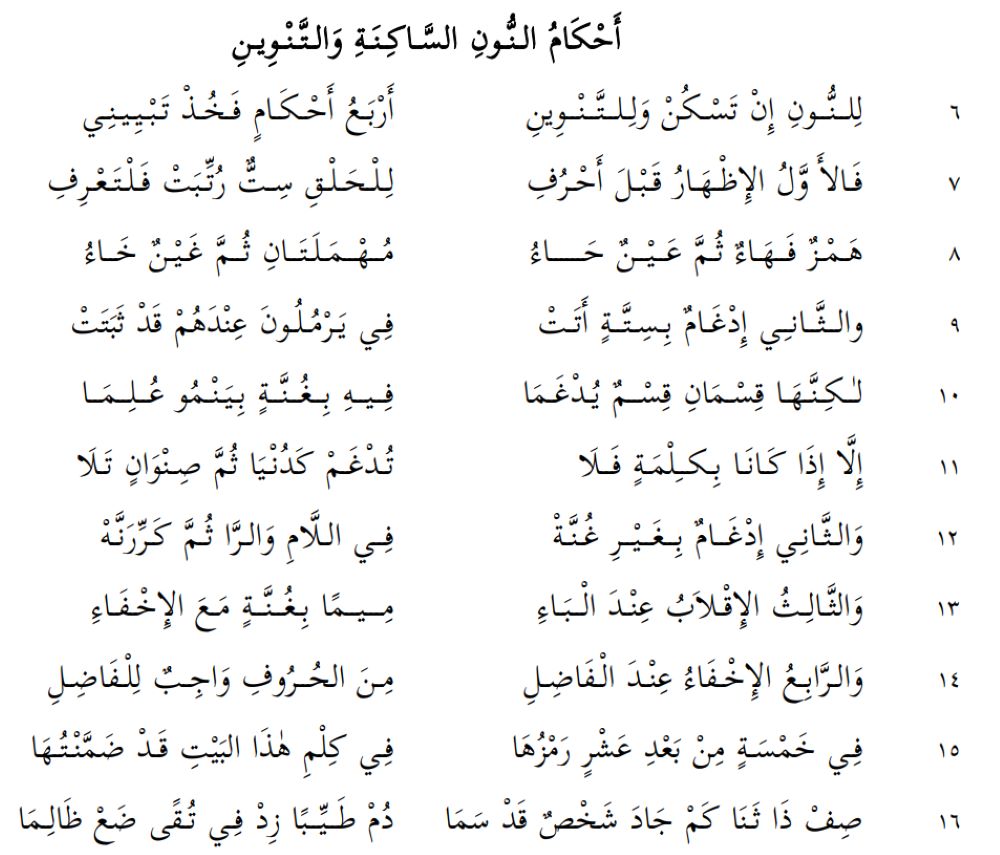 أَحْكَامُ النُّونِ السَّاكِنَةِ وَالتَّنْوِينِ
٦ لِلنُّونِ إِنْ تَسْكُنْ وَلِلتَّنْوِينِ أَرْبَعُ أَحْكَامٍ فَخُذْ تَبْيِينِي
٧ فَالأَوَّلُ الإِظْهَارُ قَبْلَ أَحْرُفِ لِلْحَلْقِ سِتٌّ رُتِّبَتْ فَلْتَعْرِفِ
٨ هَمْزٌ فَهَاءٌ ثُمَّ عَيْنٌ حَاءُ مُهْمَلَتَانِ ثُمَّ غَيْنٌ خَاءُ
٩ والثَّانِي إِدْغَامٌ بِسِتَّةٍ أَتَتْ فِي يَرْمُلُونَ عِنْدَهُمْ قَدْ ثَبَتَتْ
١٠ لٰكِنَّهَا قِسْمَانِ قِسْمٌ يُدْغَمَا فِيهِ بِغُنَّةٍ بِيَنْمُو عُلِمَا
١١ إِلَّا إِذَا كَانَا بِكِلْمَةٍ فَلَا تُدْغَمْ كَدُنْيَا ثُمَّ صِنْوَانٍ تَلَا
١٢ وَالثَّانِي إِدْغَامٌ بِغَيْرِ غُنَّةْ فِي اللَّامِ وَالرَّا ثُمَّ كَرِّرَنَّهْ
١٣ وَالثَّالِثُ الإِقْلَابُ عِنْدَ الْبَاءِ مِيمًا بِغُنَّةٍ مَعَ الإِخْفَاءِ
١٤ وَالرَّابِعُ الإِخْفَاءُ عِنْدَ الْفَاضِلِ مِنَ الحُرُوفِ وَاجِبٌ لِلْفَاضِلِ
١٥ فِي خَمْسَةٍ مِنْ بَعْدِ عَشْرٍ رَمْزُهَا فِي كِلْمِ هٰذَا البَيْتِ قَدْ ضَمَّنْتُهَا
١٦ صِفْ ذَا ثَنَا كَمْ جَادَ شَخْصٌ قَدْ سَمَا دُمْ طَيِّبًا زِدْ فِي تُقًى ضَعْ ظَالِمَا